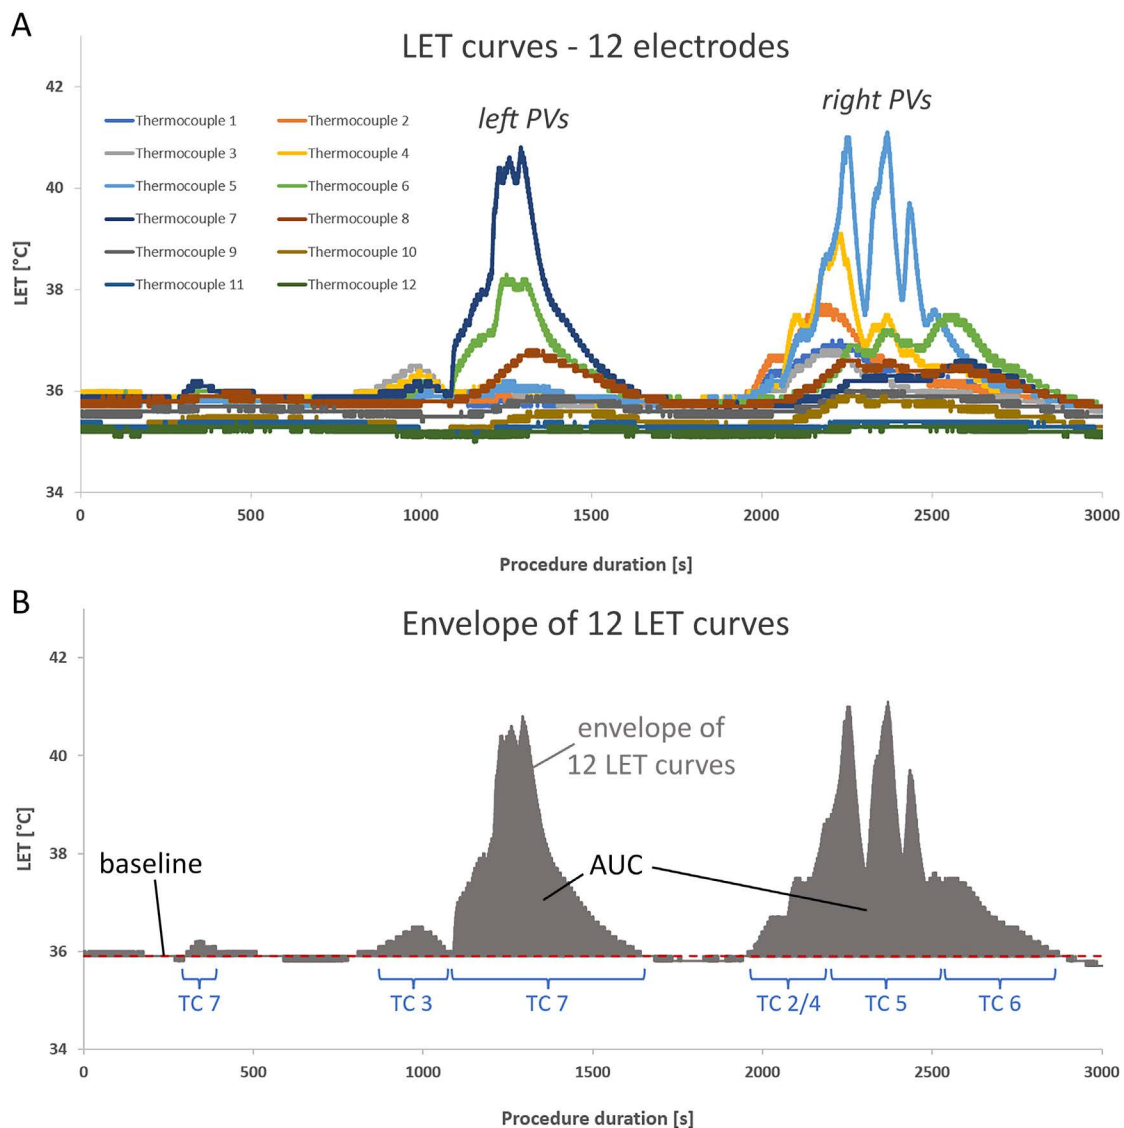 A
LET curves - 12 electrodes
left PVs
right PVs
Thermocouple 1
Thermocouple 2
Thermocouple 3
Thermocouple 4
Thermocouple 5
Thermocouple 6
Thermocouple 7
Thermocouple 8
Thermocouple 9
Thermocouple 10
Thermocouple 11
Thermocouple 12
LET [°C]
42
40
38
36
34
0 500 1000 1500 2000 2500 3000
Procedure duration [s]
B
Envelope of 12 LET curves
envelope of
12 LET curves
baseline
AUC
LET [°C]
42
40
38
36
34
TC 7 TC 3 TC 7 TC 2/4 TC 5 TC 6
0 500 1000 1500 2000 2500 3000
Procedure duration [s]